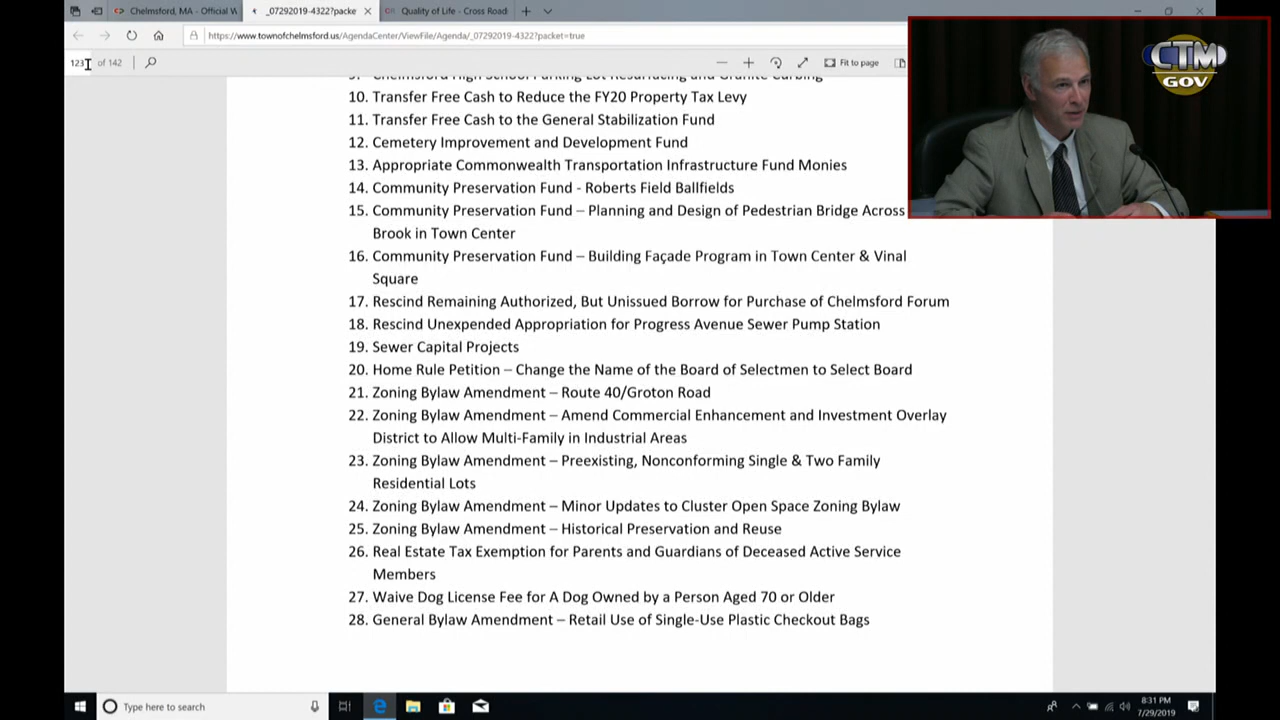 Chelmsford, MA - Official W
_07292019-4322?packe
Quality of Life - Cross Road
https://www.townofchelmsford.us/AgendaCenter/ViewFile/Agenda/_07292019-4322?packet=true
123 of 142
Fit to page
CTM
GOV
9. Chelmsford High School Parking Lot Resurfacing and Granite Curbing
10. Transfer Free Cash to Reduce the FY20 Property Tax Levy
11. Transfer Free Cash to the General Stabilization Fund
12. Cemetery Improvement and Development Fund
13. Appropriate Commonwealth Transportation Infrastructure Fund Monies
14. Community Preservation Fund - Roberts Field Ballfields
15. Community Preservation Fund – Planning and Design of Pedestrian Bridge Across
Brook in Town Center
16. Community Preservation Fund – Building Façade Program in Town Center & Vinal
Square
17. Rescind Remaining Authorized, But Unissued Borrow for Purchase of Chelmsford Forum
18. Rescind Unexpended Appropriation for Progress Avenue Sewer Pump Station
19. Sewer Capital Projects
20. Home Rule Petition – Change the Name of the Board of Selectmen to Select Board
21. Zoning Bylaw Amendment – Route 40/Groton Road
22. Zoning Bylaw Amendment – Amend Commercial Enhancement and Investment Overlay
District to Allow Multi-Family in Industrial Areas
23. Zoning Bylaw Amendment – Preexisting, Nonconforming Single & Two Family
Residential Lots
24. Zoning Bylaw Amendment – Minor Updates to Cluster Open Space Zoning Bylaw
25. Zoning Bylaw Amendment – Historical Preservation and Reuse
26. Real Estate Tax Exemption for Parents and Guardians of Deceased Active Service
Members
27. Waive Dog License Fee for A Dog Owned by a Person Aged 70 or Older
28. General Bylaw Amendment – Retail Use of Single-Use Plastic Checkout Bags
Type here to search
8:31 PM
7/29/2019